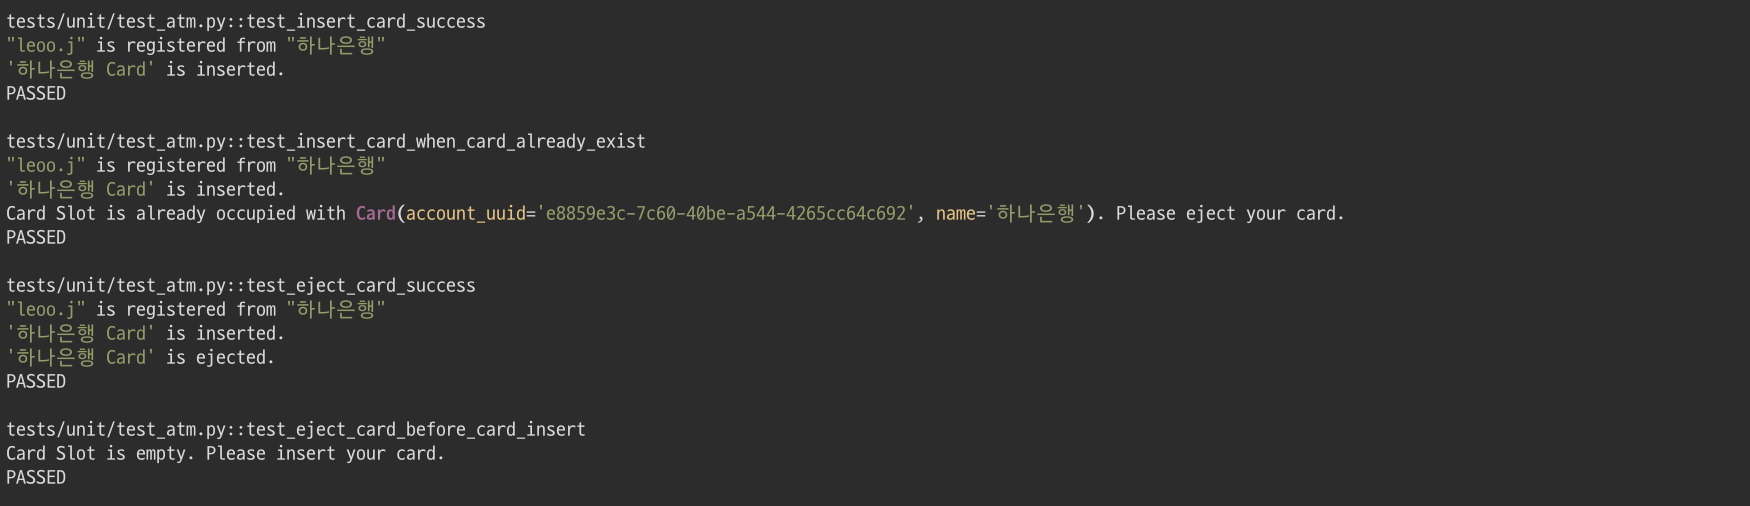 tests/unit/test_atm.py::test_insert_card_success
"leoo.j" is registered from "하나은행"
'하나은행 Card' is inserted.
PASSED
tests/unit/test_atm.py::test_insert_card_when_card_already_exist
"leoo.j" is registered from "하나은행"
'하나은행 Card' is inserted.
Card Slot is already occupied with Card(account_uuid='e8859e3c-7c60-40be-a544-4265cc64c692', name='하나은행'). Please eject your card.
PASSED
tests/unit/test_atm.py::test_eject_card_success
"leoo.j" is registered from "하나은행"
'하나은행 Card' is inserted.
'하나은행 Card' is ejected.
PASSED
tests/unit/test_atm.py::test_eject_card_before_card_insert
Card Slot is empty. Please insert your card.
PASSED